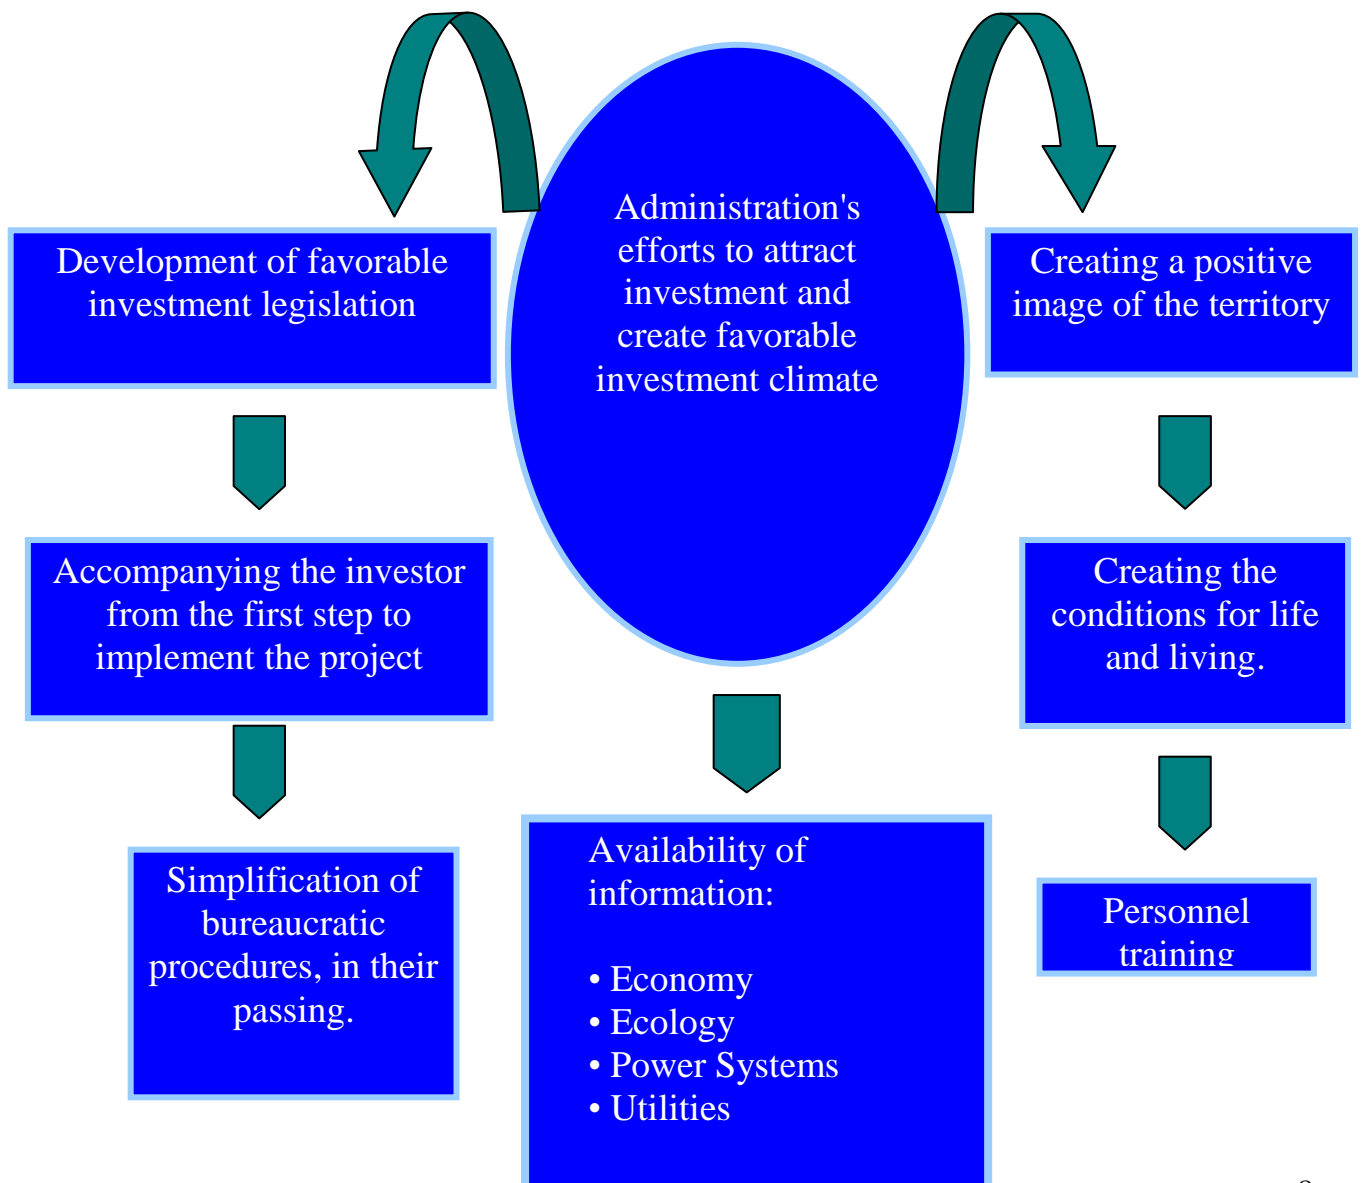 Administration's
efforts to attract
investment and
create favorable
investment climate
Development of favorable
investment legislation
Accompanying the investor
from the first step to
implement the project
Simplification of
bureaucratic
procedures, in their
passing.
Availability of
information:
• Economy
• Ecology
• Power Systems
• Utilities
Creating a positive
image of the territory
Creating the
conditions for life
and living.
Personnel
training